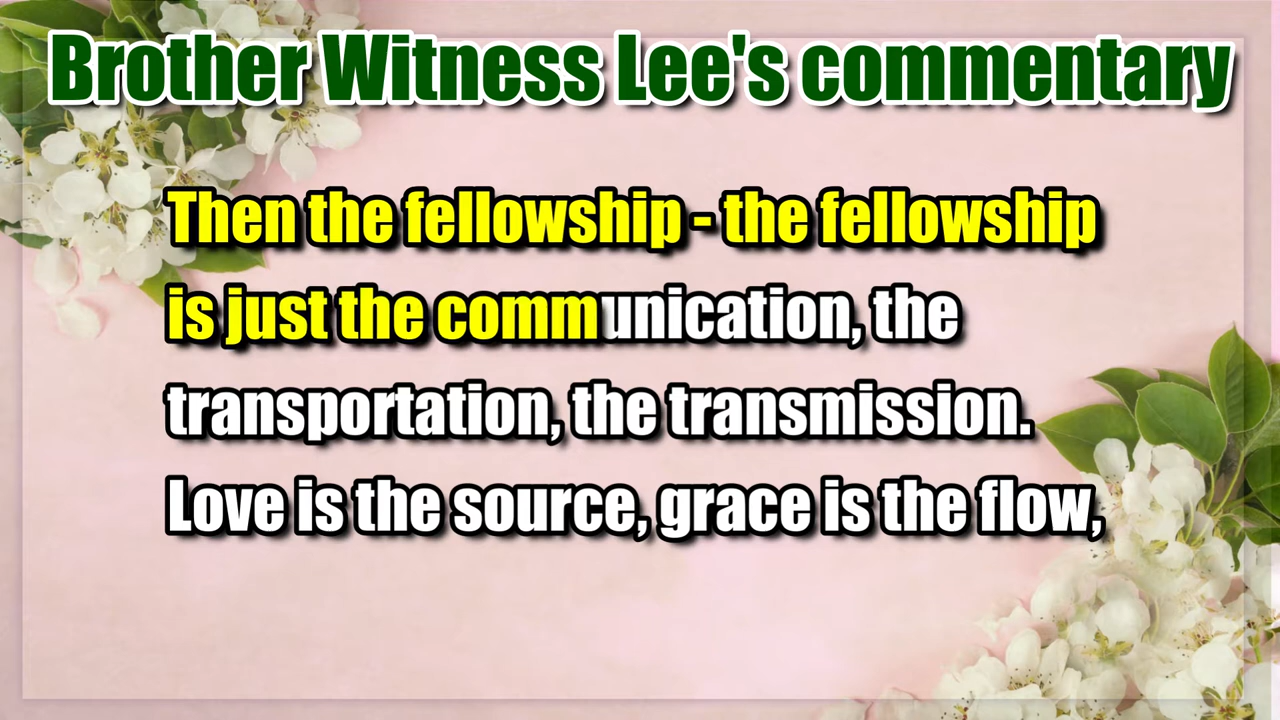 Brother Witness Lee's commentary
Then the fellowship - the fellowship
is just the communication, the
transportation, the transmission.
Love is the source, grace is the flow,